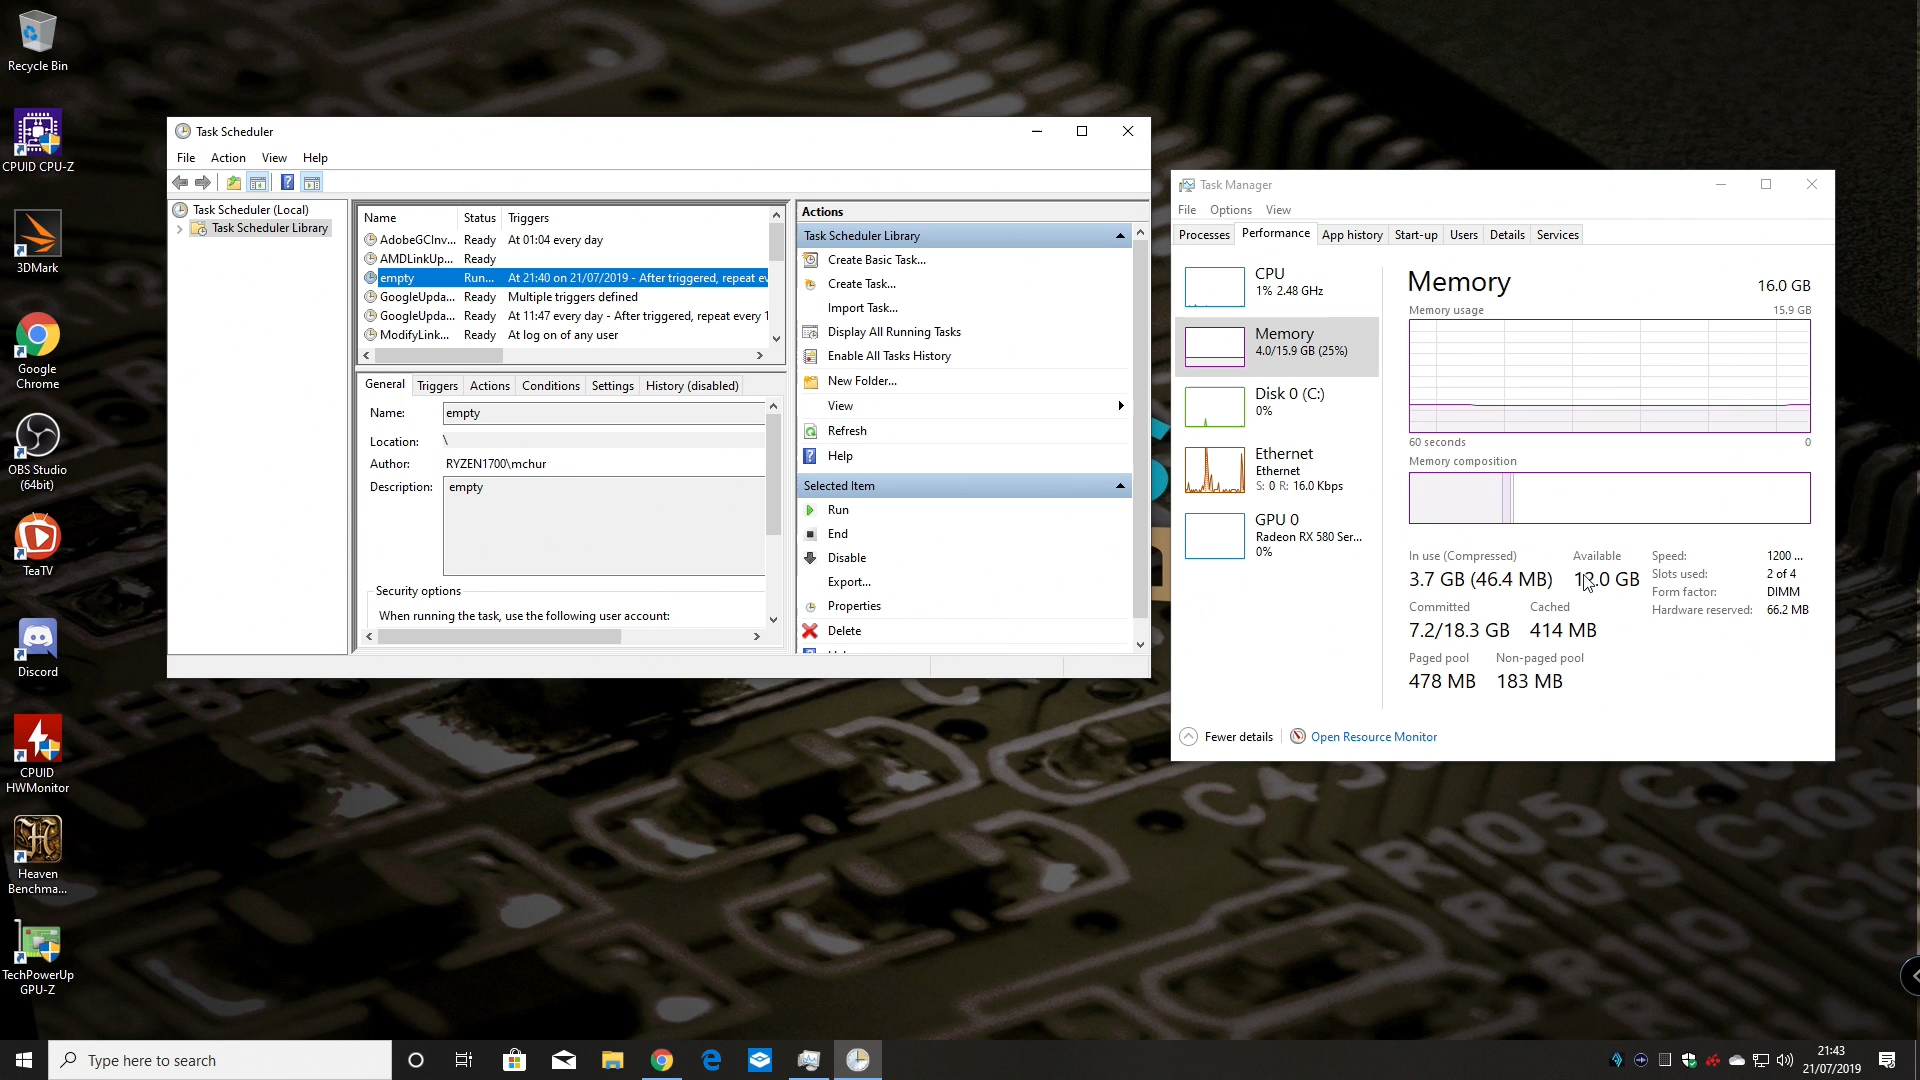 Recycle Bin
CPUID CPU-Z
3DMark
Google
Chrome
OBS Studio
(64bit)
TeaTV
Discord
CPUID
HWMonitor
Heaven
Benchma...
TechPowerUp
GPU-Z
Task Scheduler
File Action View Help
Task Scheduler (Local)
Task Scheduler Library
Name Status Triggers
AdobeGCInv... Ready At 01:04 every day
AMDLinkUp... Ready
empty Run... At 21:40 on 21/07/2019 - After triggered, repeat ev
GoogleUpda... Ready Multiple triggers defined
GoogleUpda... Ready At 11:47 every day - After triggered, repeat every 1
ModifyLink... Ready At log on of any user
General Triggers Actions Conditions Settings History (disabled)
Name: empty
Location: \
Author: RYZEN1700\mchur
Description: empty
Security options
When running the task, use the following user account:
Actions
Task Scheduler Library
Create Basic Task...
Create Task...
Import Task...
Display All Running Tasks
Enable All Tasks History
New Folder...
View
Refresh
Help
Selected Item
Run
End
Disable
Export...
Properties
Delete
Task Manager
File Options View
Processes Performance App history Start-up Users Details Services
CPU
1% 2.48 GHz
Memory
4.0/15.9 GB (25%)
Disk 0 (C:)
0%
Ethernet
Ethernet
S: 0 R: 16.0 Kbps
GPU 0
Radeon RX 580 Ser...
0%
Memory 16.0 GB
Memory usage 15.9 GB
60 seconds 0
Memory composition
In use (Compressed) Available
3.7 GB (46.4 MB) GB
Committed Cached
7.2/18.3 GB 414 MB
Paged pool Non-paged pool
478 MB 183 MB
Speed: 1200 ...
Slots used: 2 of 4
Form factor: DIMM
Hardware reserved: 66.2 MB
Fewer details Open Resource Monitor
C43
R105
R109
C106
Type here to search
21:43
21/07/2019